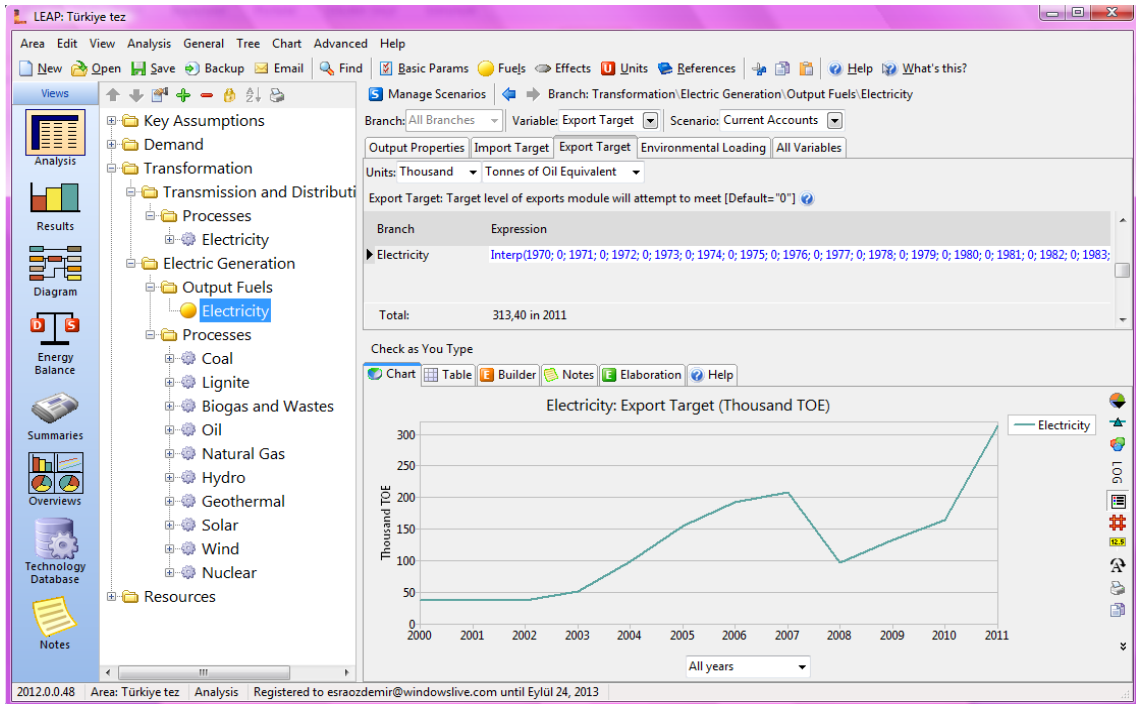 LEAP: Türkiye tez
Area Edit View Analysis General Tree Chart Advanced Help
New Open Save Backup Email Find Basic Params Fuels Effects Units References Help What's this?
Views
Analysis
Results
Diagram
Energy
Balance
Summaries
Overviews
Technology
Database
Notes
Key Assumptions
Demand
Transformation
Transmission and Distributi
Processes
Electricity
Electric Generation
Output Fuels
Electricity
Processes
Coal
Lignite
Biogas and Wastes
Oil
Natural Gas
Hydro
Geothermal
Solar
Wind
Nuclear
Resources
S Manage Scenarios Branch: Transformation\Electric Generation\Output Fuels\Electricity
Branch: All Branches Variable: Export Target Scenario: Current Accounts
Output Properties Import Target Export Target Environmental Loading All Variables
Units: Thousand Tonnes of Oil Equivalent
Export Target: Target level of exports module will attempt to meet [Default="0"]
Branch Expression
Electricity Interp(1970; 0; 1971; 0; 1972; 0; 1973; 0; 1974; 0; 1975; 0; 1976; 0; 1977; 0; 1978; 0; 1979; 0; 1980; 0; 1981; 0; 1982; 0; 1983;
Total: 313,40 in 2011
Check as You Type
Chart Table Builder Notes Elaboration Help
Electricity: Export Target (Thousand TOE)
Electricity
LOG
12.5
Thousand TOE
300
250
200
150
100
50
0
2000 2001 2002 2003 2004 2005 2006 2007 2008 2009 2010 2011
All years
2012.0.0.48 Area: Türkiye tez Analysis Registered to esraozdemir@windowslive.com until Eylül 24, 2013